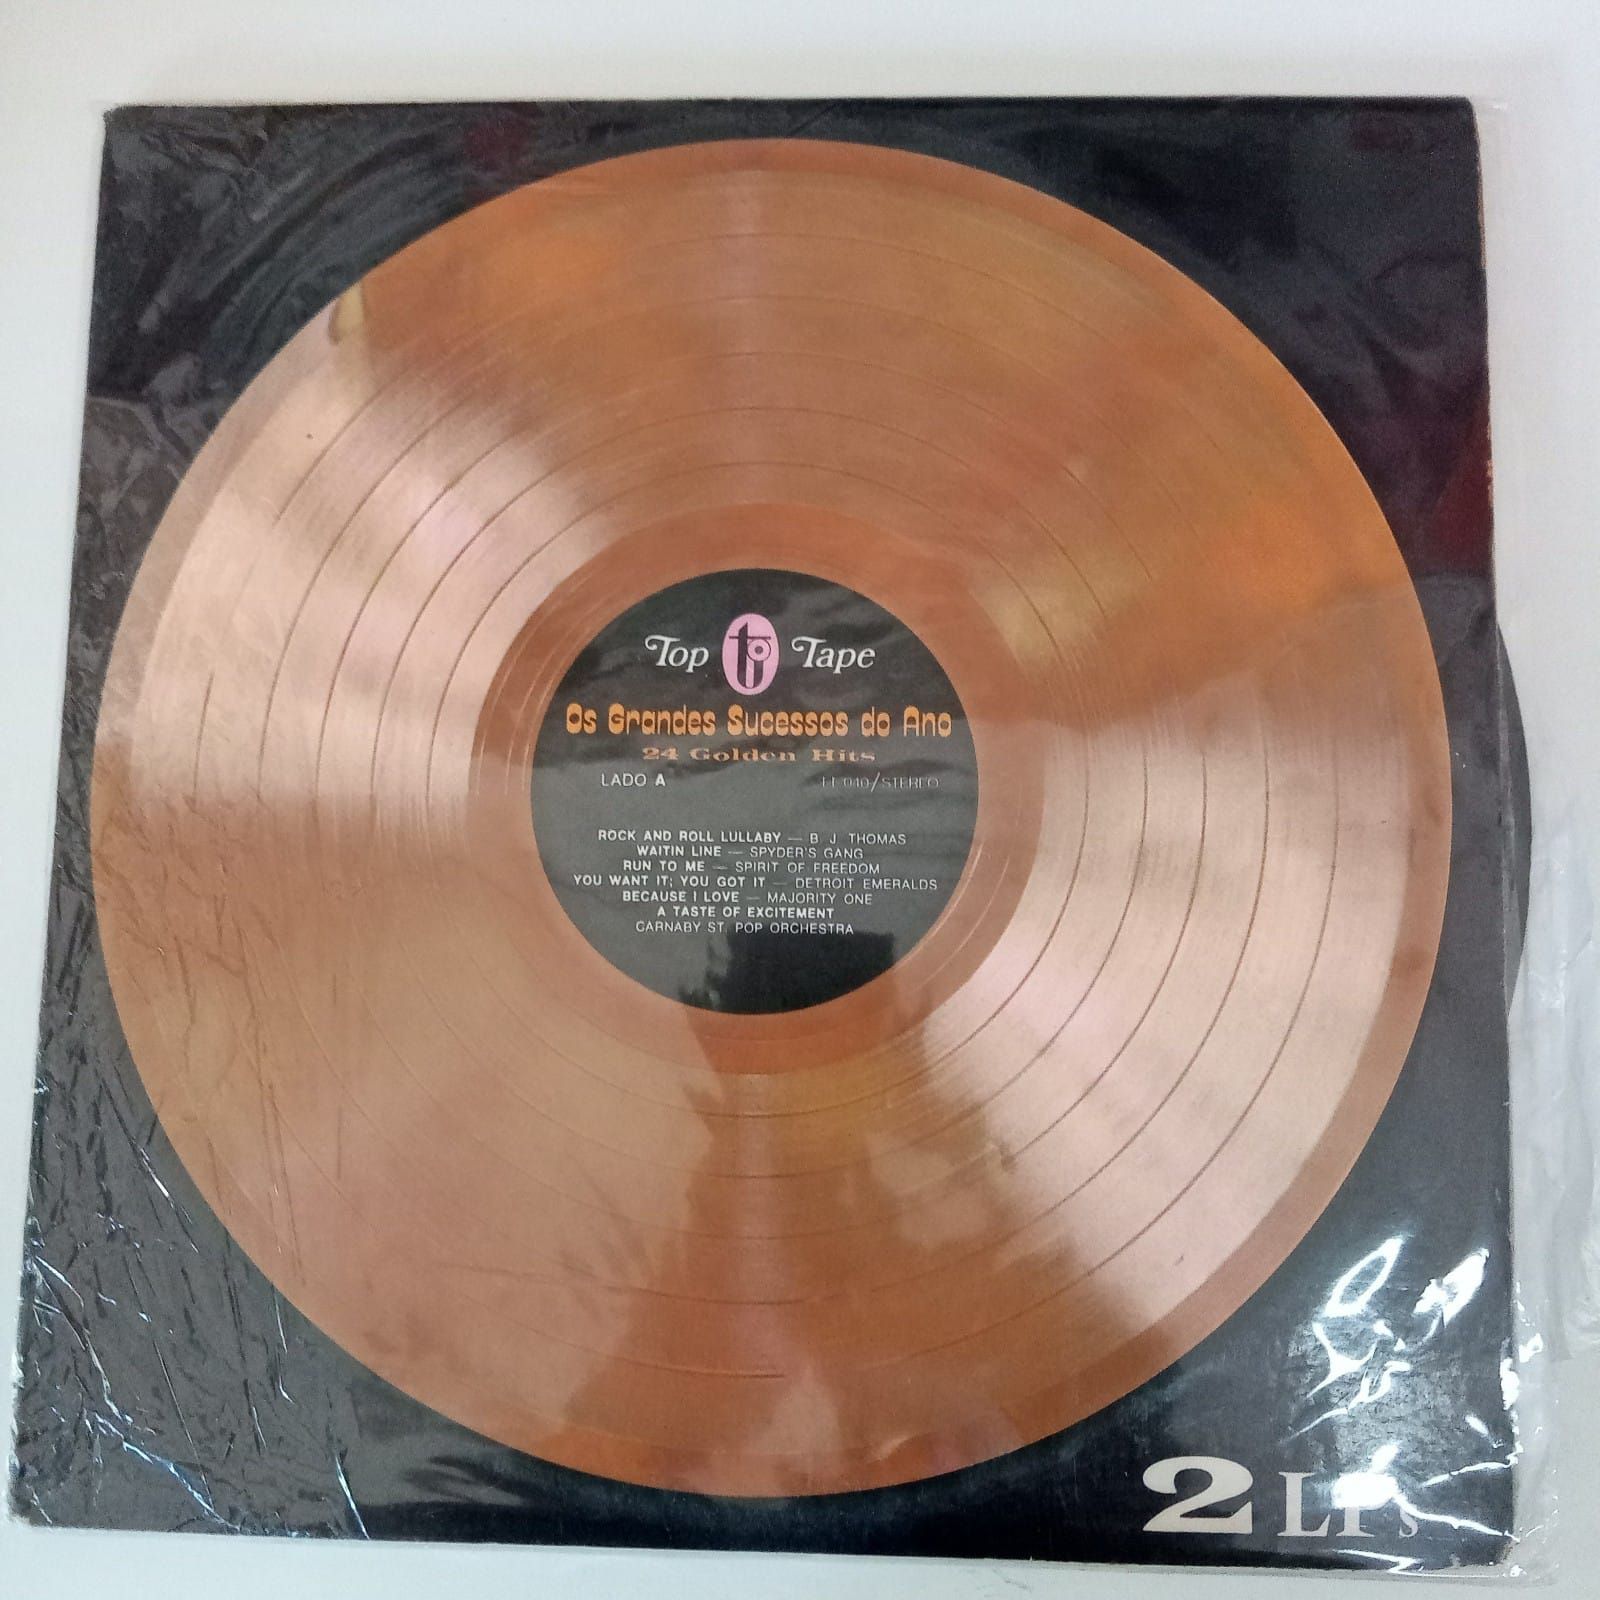 Top tt Tape
Os Grandes Sucessos do Ano
24 Golden Hits
LADO A 040/STEREO
ROCK AND ROLL LULLABY — B. J. THOMAS
WAITIN LINE — SPYDER'S GANG
RUN TO ME — SPIRIT OF FREEDOM
YOU WANT IT; YOU GOT IT — DETROIT EMERALDS
BECAUSE I LOVE — MAJORITY ONE
A TASTE OF EXCITEMENT
CARNABY ST. POP ORCHESTRA
2 LPs